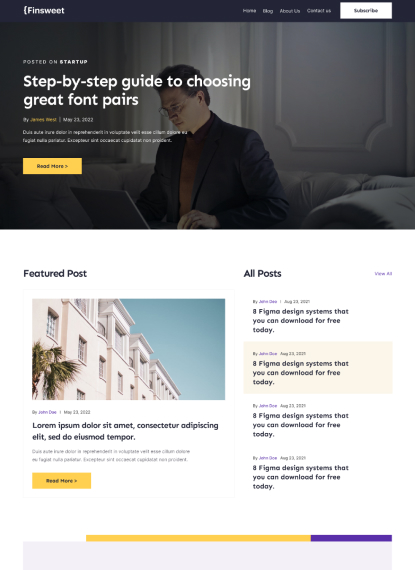 {Finsweet
Home Blog About Us Contact us Subscribe
POSTED ON STARTUP
Step-by-step guide to choosing
great font pairs
By James West | May 23, 2022
Duis aute irure dolor in reprehenderit in voluptate velit esse cillum dolore eu
fugiat nulla pariatur. Excepteur sint occaecat cupidatat non proident.
Read More >
Featured Post
All Posts
View All
By John Doe | May 23, 2022
Lorem ipsum dolor sit amet, consectetur adipiscing
elit, sed do eiusmod tempor.
Duis aute irure dolor in reprehenderit in voluptate velit esse cillum dolore
eu fugiat nulla pariatur. Excepteur sint occaecat cupidatat non proident.
Read More >
By John Doe | Aug 23, 2021
8 Figma design systems that
you can download for free
today.
By John Doe Aug 23, 2021
8 Figma design systems that
you can download for free
today.
By John Doe Aug 23, 2021
8 Figma design systems that
you can download for free
today.
By John Doe Aug 23, 2021
8 Figma design systems that
you can download for free
today.